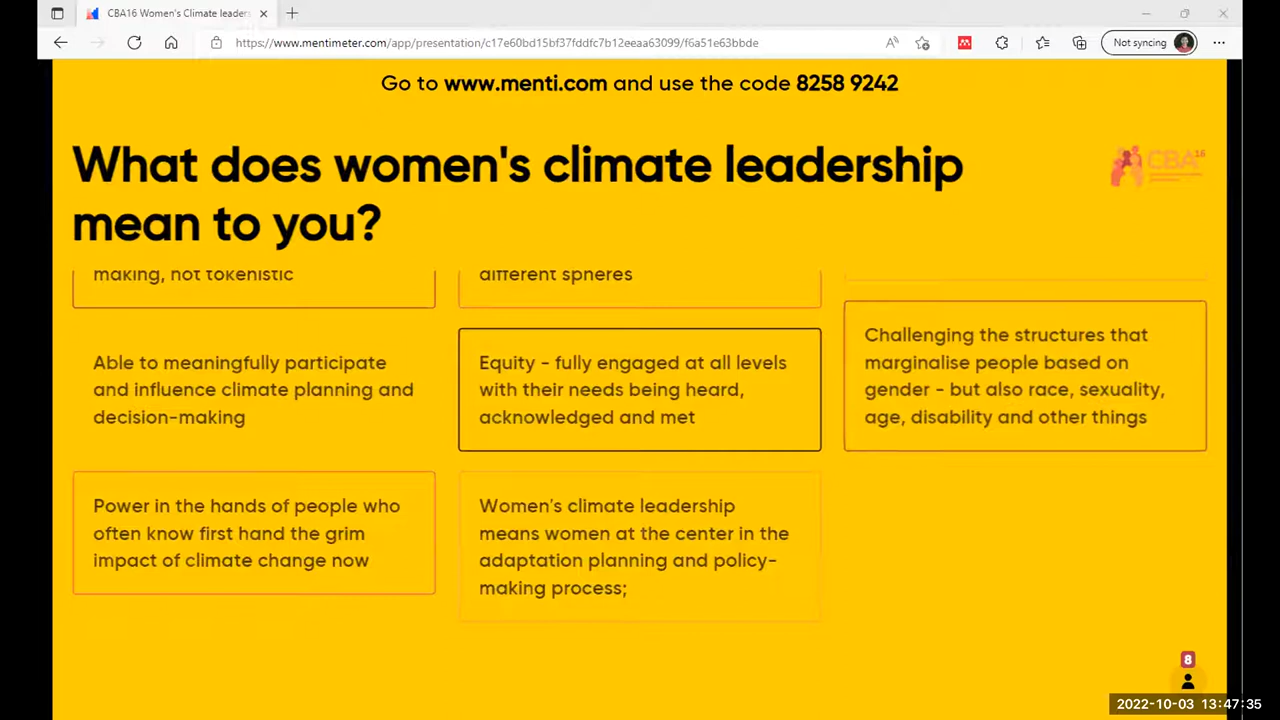 CBA16 Women's Climate leaders
Not syncing
https://www.mentimeter.com/app/presentation/c17e60bd15bf37fddfc7b12eeaa63099/f6a51e63bbde
Go to www.menti.com and use the code 8258 9242
What does women's climate leadership
mean to you?
CBA16
making, not tokenistic
different spheres
Able to meaningfully participate
and influence climate planning and
decision-making
Equity - fully engaged at all levels
with their needs being heard,
acknowledged and met
Challenging the structures that
marginalise people based on
gender - but also race, sexuality,
age, disability and other things
Power in the hands of people who
often know first hand the grim
impact of climate change now
Women's climate leadership
means women at the center in the
adaptation planning and policy-
making process;
8
2022-10-03 13:47:35